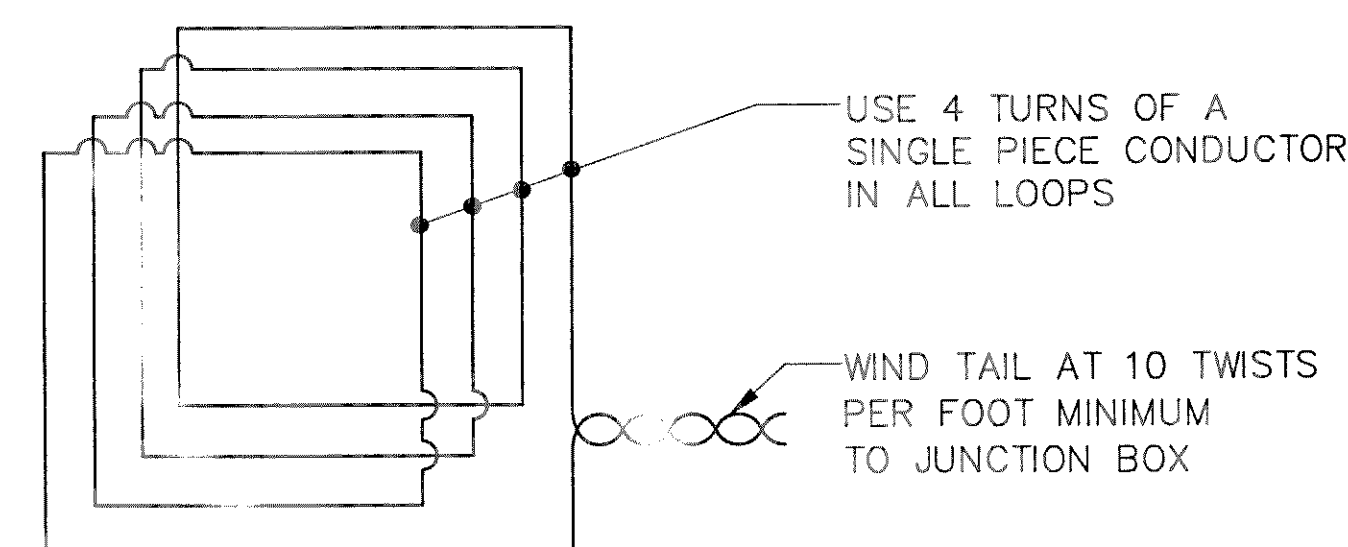 USE 4 TURNS OF A
SINGLE PIECE CONDUCTOR
IN ALL LOOPS
WIND TAIL AT 10 TWISTS
PER FOOT MINIMUM
TO JUNCTION BOX